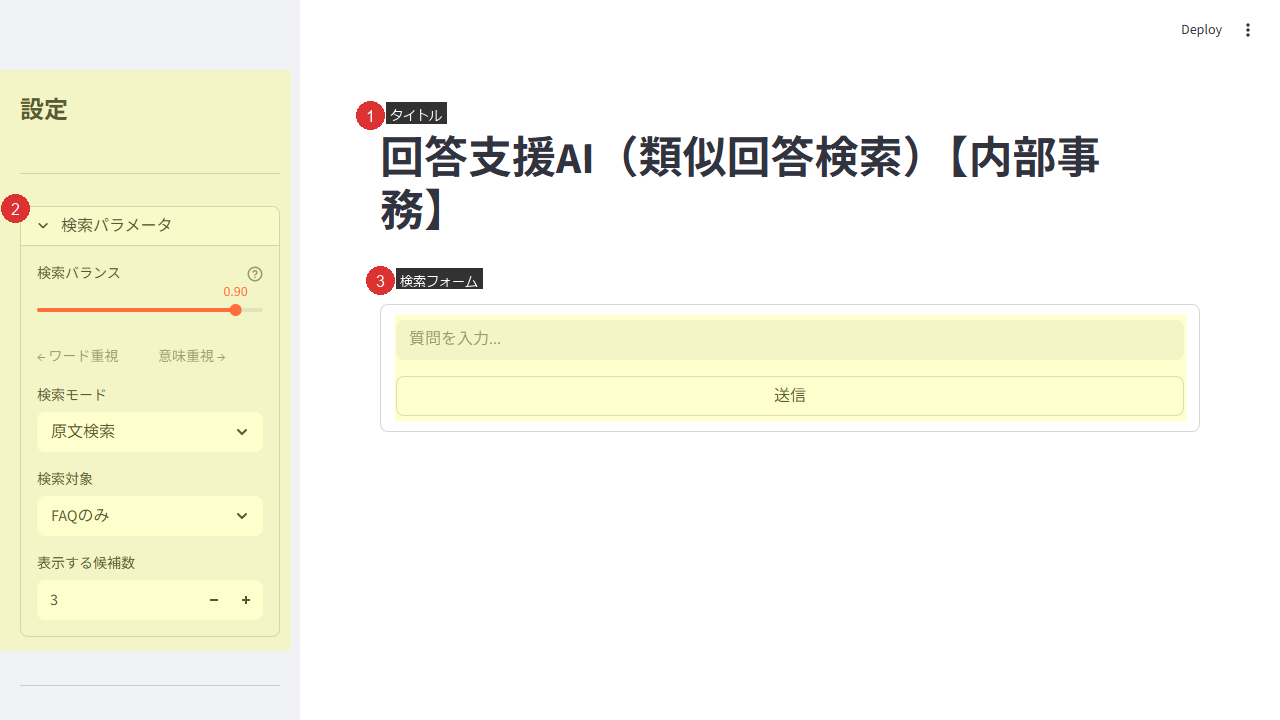 Deploy
設定
1 タイトル
回答支援AI（類似回答検索）【内部事
務】
2
検索パラメータ
検索バランス
0.90
←ワード重視 意味重視→
検索モード
原文検索
検索対象
FAQのみ
表示する候補数
3
3 検索フォーム
質問を入力...
送信